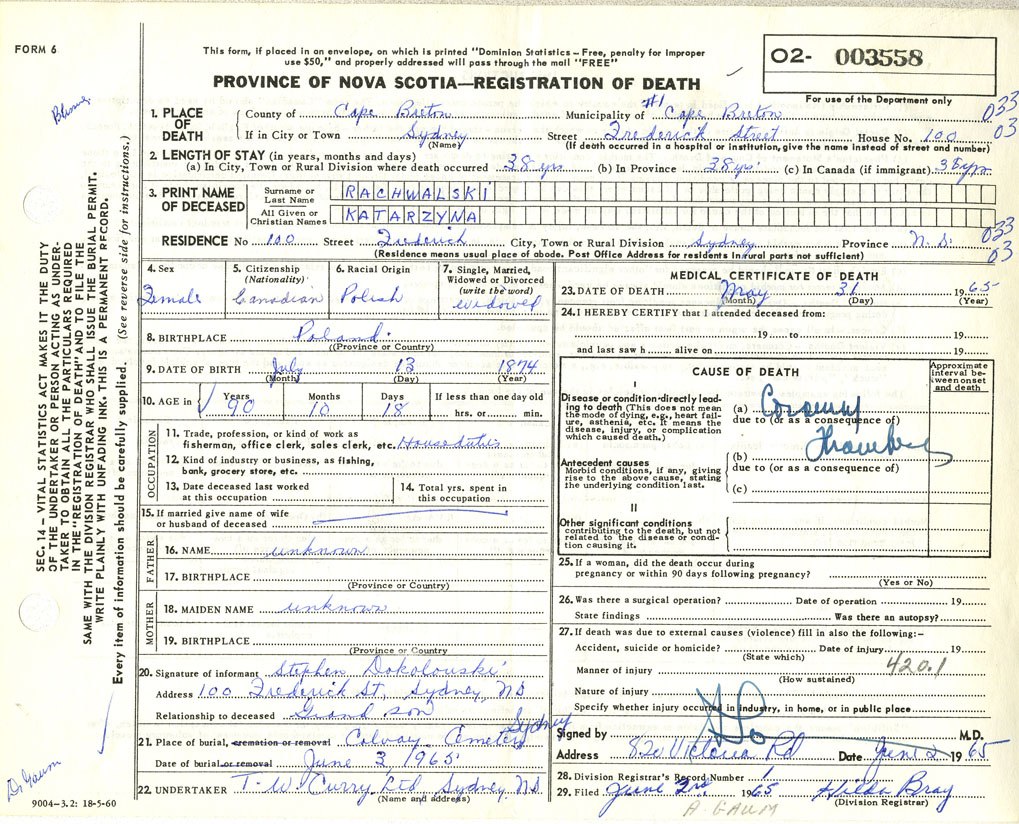 FORM 6
This form, if placed in an envelope, on which is printed "Dominion Statistics – Free, penalty for improper
use $50," and properly addressed will pass through the mail "FREE"
PROVINCE OF NOVA SCOTIA—REGISTRATION OF DEATH
O2- 003558
For use of the Department only
1. PLACE OF DEATH
County of Cape Breton Municipality of #1 Cape Breton 033
If in City or Town Sydney Street Frederick Street House No. 100 03
(Name) (If death occurred in a hospital or institution, give the name instead of street and number)
2. LENGTH OF STAY (in years, months and days)
(a) In City, Town or Rural Division where death occurred 38 yrs (b) In Province 38 yrs (c) In Canada (if immigrant) 38 yrs
3. PRINT NAME OF DECEASED
Surname or Last Name RACHWALSKI
All Given or Christian Names KATARZYNA
RESIDENCE No 100 Street Frederick City, Town or Rural Division Sydney Province N.S. 033
(Residence means usual place of abode. Post Office Address for residents in rural parts not sufficient) 03
4. Sex
Female
5. Citizenship
(Nationality)
Canadian
6. Racial Origin
Polish
7. Single, Married,
Widowed or Divorced
(write the word)
widowed
8. BIRTHPLACE Poland
(Province or Country)
9. DATE OF BIRTH July 13 1874
(Month) (Day) (Year)
10. AGE in Years Months Days If less than one day old
90 10 18 hrs. or min.
OCCUPATION
11. Trade, profession, or kind of work as
fisherman, office clerk, sales clerk, etc. House duties
12. Kind of industry or business, as fishing,
bank, grocery store, etc.
13. Date deceased last worked
at this occupation
14. Total yrs. spent in
this occupation
15. If married give name of wife
or husband of deceased
FATHER
16. NAME unknown
17. BIRTHPLACE
(Province or Country)
MOTHER
18. MAIDEN NAME unknown
19. BIRTHPLACE
(Province or Country
20. Signature of informant Stephen Dokolouski
Address 100 Frederick St, Sydney, NS
Relationship to deceased Grand son
21. Place of burial, cremation or removal Colvay Cemetery Sydney
Date of burial or removal June 3 1965
22. UNDERTAKER T.W. Curry Ltd Sydney NS
(Name and address)
MEDICAL CERTIFICATE OF DEATH
23. DATE OF DEATH May 31 1965
(Month) (Day) (Year)
24. I HEREBY CERTIFY that I attended deceased from:
19 to 19
and last saw h alive on 19
CAUSE OF DEATH
Approximate
interval be-
tween onset
and death
I
Disease or condition directly lead-
ing to death (This does not mean
the mode of dying, e.g., heart fail-
ure, asthenia, etc. It means the
disease, injury, or complication
which caused death.)
(a) Coronary
due to (or as a consequence of)
Antecedent causes
Morbid conditions, if any, giving
rise to the above cause, stating
the underlying condition last.
(b)
due to (or as a consequence of)
(c)
II
Other significant conditions
contributing to the death, but not
related to the disease or condi-
tion causing it.
25. If a woman, did the death occur during
pregnancy or within 90 days following pregnancy?
(Yes or No)
26. Was there a surgical operation? Date of operation 19
State findings Was there an autopsy?
27. If death was due to external causes (violence) fill in also the following:–
Accident, suicide or homicide? Date of injury 19
(State which)
Manner of injury 420.1
(How sustained)
Nature of injury
Specify whether injury occurred in industry, in home, or in public place
Signed by M.D.
Address 820 Victoria Rd Date June 2 1965
28. Division Registrar's Record Number 1
29. Filed June 3rd 1965 Hilda Bray
(Division Registrar)
A GAUM
SEC. 14 – VITAL STATISTICS ACT MAKES IT THE DUTY
OF THE UNDERTAKER OR PERSON ACTING AS UNDER-
TAKER TO OBTAIN ALL THE PARTICULARS REQUIRED
IN THE "REGISTRATION OF DEATH" AND TO FILE THE
SAME WITH THE DIVISION REGISTRAR WHO SHALL ISSUE THE BURIAL PERMIT.
WRITE PLAINLY WITH UNFADING INK. THIS IS A PERMANENT RECORD.
Every item of information should be carefully supplied. (See reverse side for instructions.)
Dr Gaum
9004–3.2: 18-5-60